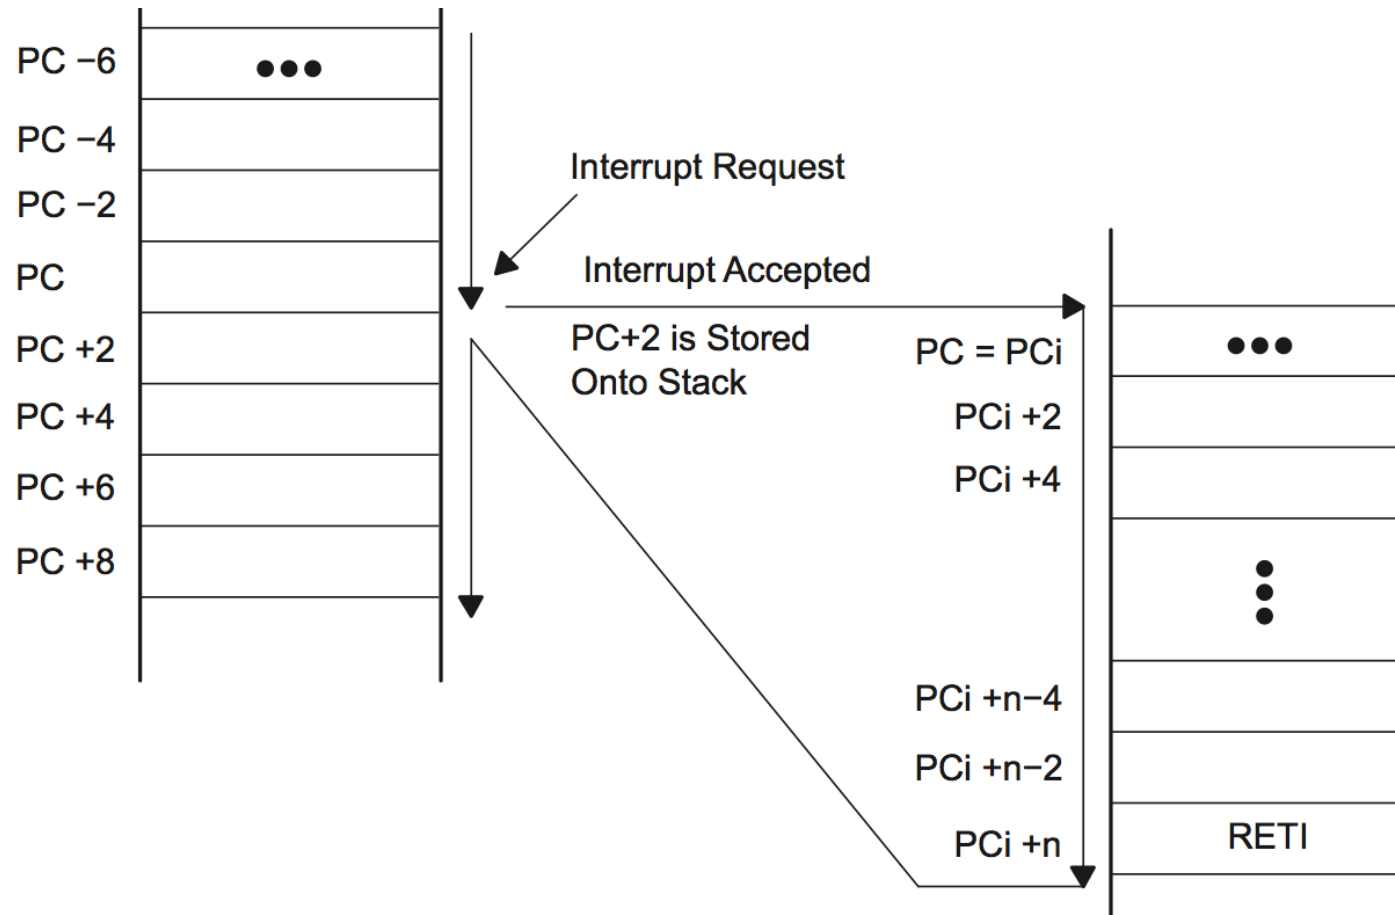 PC −6
PC −4
PC −2
PC
PC +2
PC +4
PC +6
PC +8
Interrupt Request
Interrupt Accepted
PC+2 is Stored
Onto Stack
PC = PCi
PCi +2
PCi +4
PCi +n−4
PCi +n−2
PCi +n
RETI